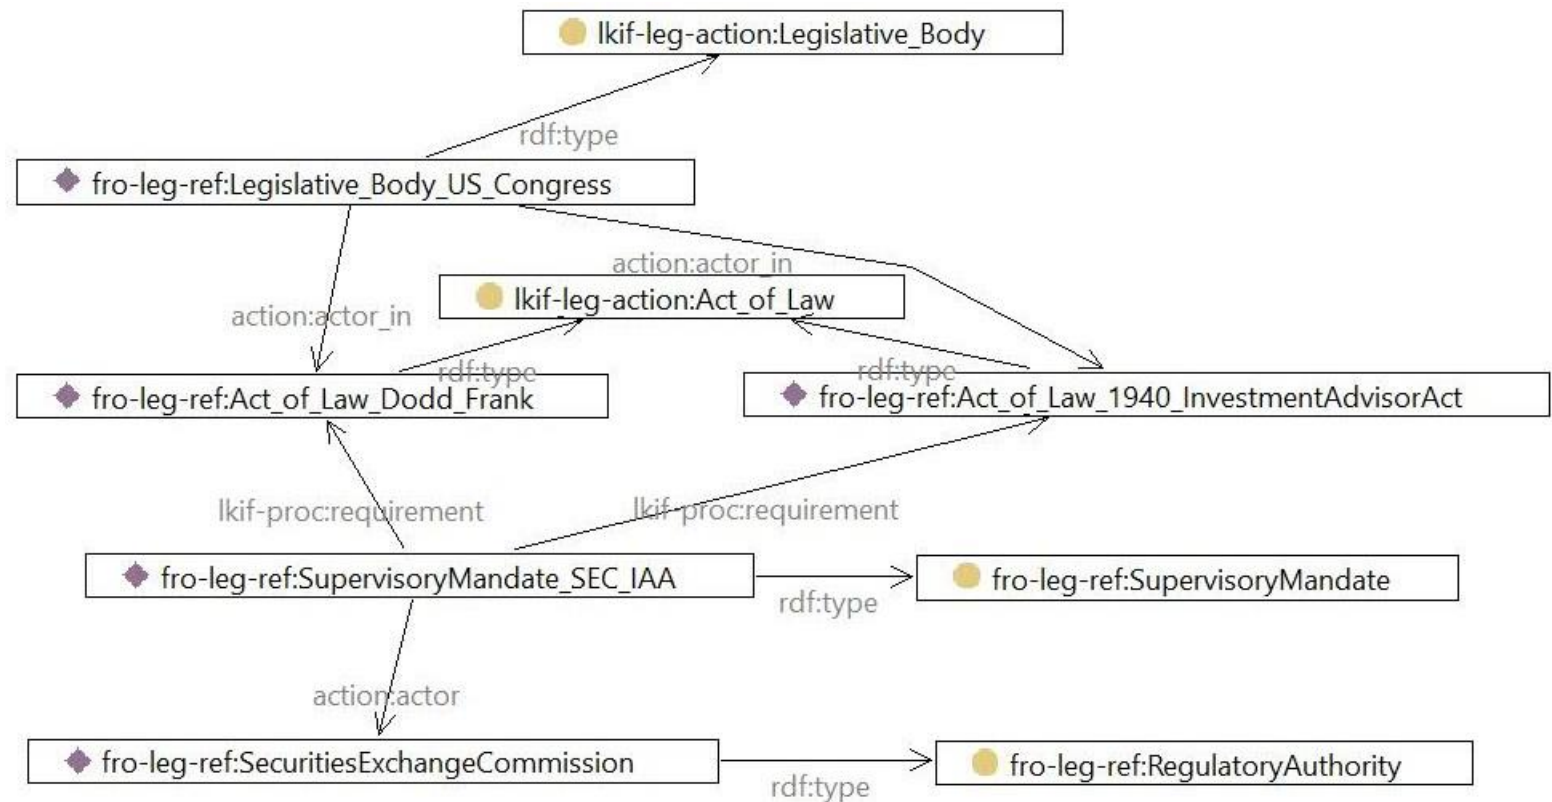 lkif-leg-action:Legislative_Body
rdf:type
fro-leg-ref:Legislative_Body_US_Congress
action:actor_in
lkif-leg-action:Act_of_Law
action:actor_in
rdf:type
rdf:type
fro-leg-ref:Act_of_Law_Dodd_Frank
fro-leg-ref:Act_of_Law_1940_InvestmentAdvisorAct
lkif-proc:requirement
lkif-proc:requirement
fro-leg-ref:SupervisoryMandate_SEC_IAA
fro-leg-ref:SupervisoryMandate
rdf:type
action:actor
fro-leg-ref:SecuritiesExchangeCommission
fro-leg-ref:RegulatoryAuthority
rdf:type